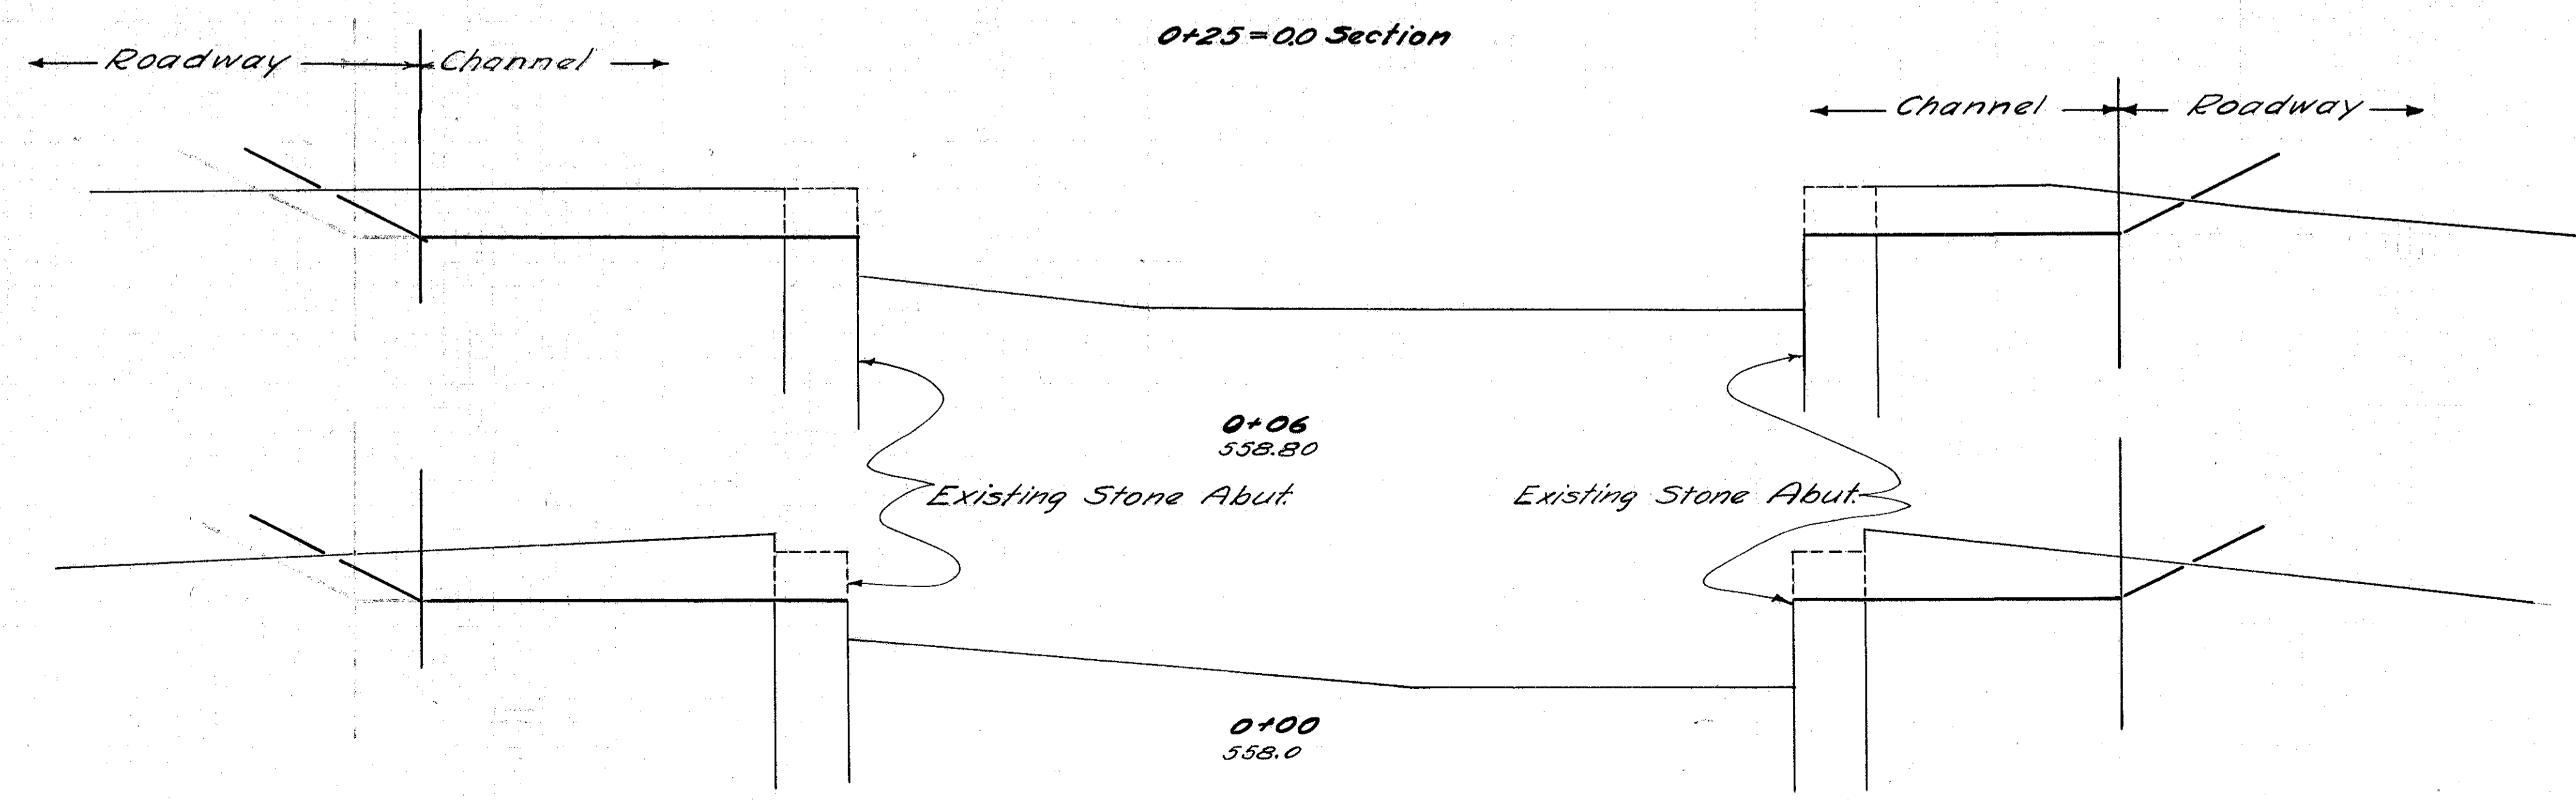 0+25=0.0 Section
Roadway
Channel
Channel
Roadway
0+06
558.80
Existing Stone Abut.
Existing Stone Abut.
0+00
558.0